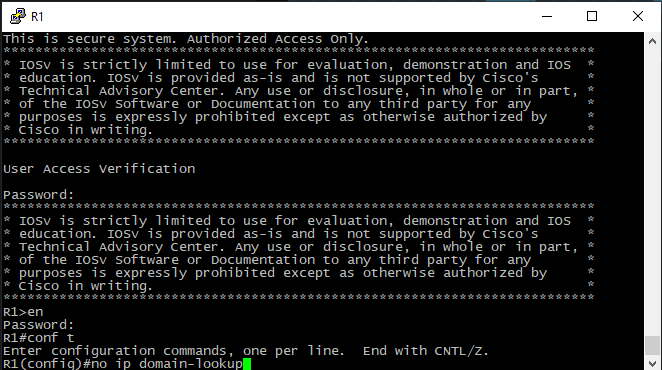 R1
This is secure system. Authorized Access Only.
**************************************************************************
* IOSv is strictly limited to use for evaluation, demonstration and IOS  *
* education. IOSv is provided as-is and is not supported by Cisco's      *
* Technical Advisory Center. Any use or disclosure, in whole or in part, *
* of the IOSv Software or Documentation to any third party for any       *
* purposes is expressly prohibited except as otherwise authorized by     *
* Cisco in writing.                                                      *
**************************************************************************
User Access Verification
Password:
**************************************************************************
* IOSv is strictly limited to use for evaluation, demonstration and IOS  *
* education. IOSv is provided as-is and is not supported by Cisco's      *
* Technical Advisory Center. Any use or disclosure, in whole or in part, *
* of the IOSv Software or Documentation to any third party for any       *
* purposes is expressly prohibited except as otherwise authorized by     *
* Cisco in writing.                                                      *
**************************************************************************
R1>en
Password:
R1#conf t
Enter configuration commands, one per line.  End with CNTL/Z.
R1(config)#no ip domain-lookup